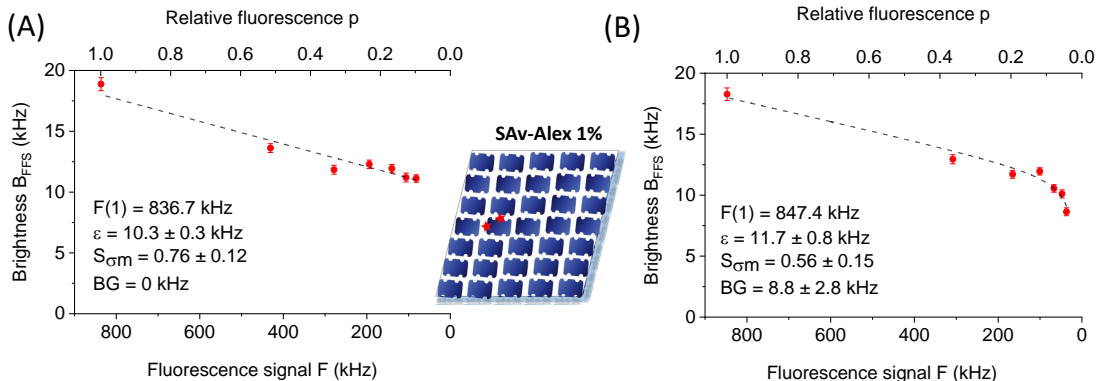 (A)
Relative fluorescence p
1.0 0.8 0.6 0.4 0.2 0.0
20
15
10
5
0
Brightness B_FFS (kHz)
F(1) = 836.7 kHz
ε = 10.3 ± 0.3 kHz
Sσm = 0.76 ± 0.12
BG = 0 kHz
800 600 400 200 0
Fluorescence signal F (kHz)
SAv-Alex 1%
(B)
Relative fluorescence p
1.0 0.8 0.6 0.4 0.2 0.0
20
15
10
5
0
Brightness B_FFS (kHz)
F(1) = 847.4 kHz
ε = 11.7 ± 0.8 kHz
Sσm = 0.56 ± 0.15
BG = 8.8 ± 2.8 kHz
800 600 400 200 0
Fluorescence signal F (kHz)